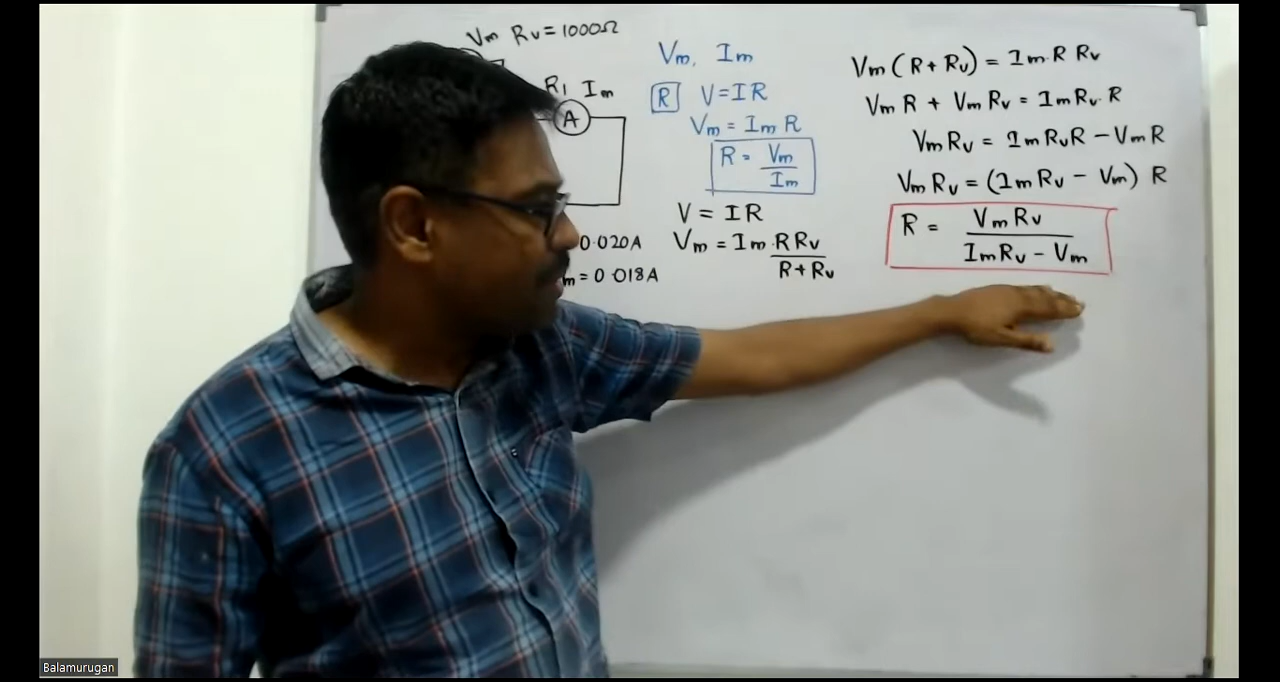 Vm Rv = 1000Ω
R1 Im
A
0.020A
m = 0.018A
Vm, Im
R V = IR
Vm = Im R
R = Vm / Im
V = IR
Vm = Im . R Rv / R + Rv
Vm ( R + Rv ) = Im . R Rv
Vm R + Vm Rv = Im Rv . R
Vm Rv = Im Rv R - Vm R
Vm Rv = (Im Rv - Vm) R
R = Vm Rv / Im Rv - Vm
Balamurugan